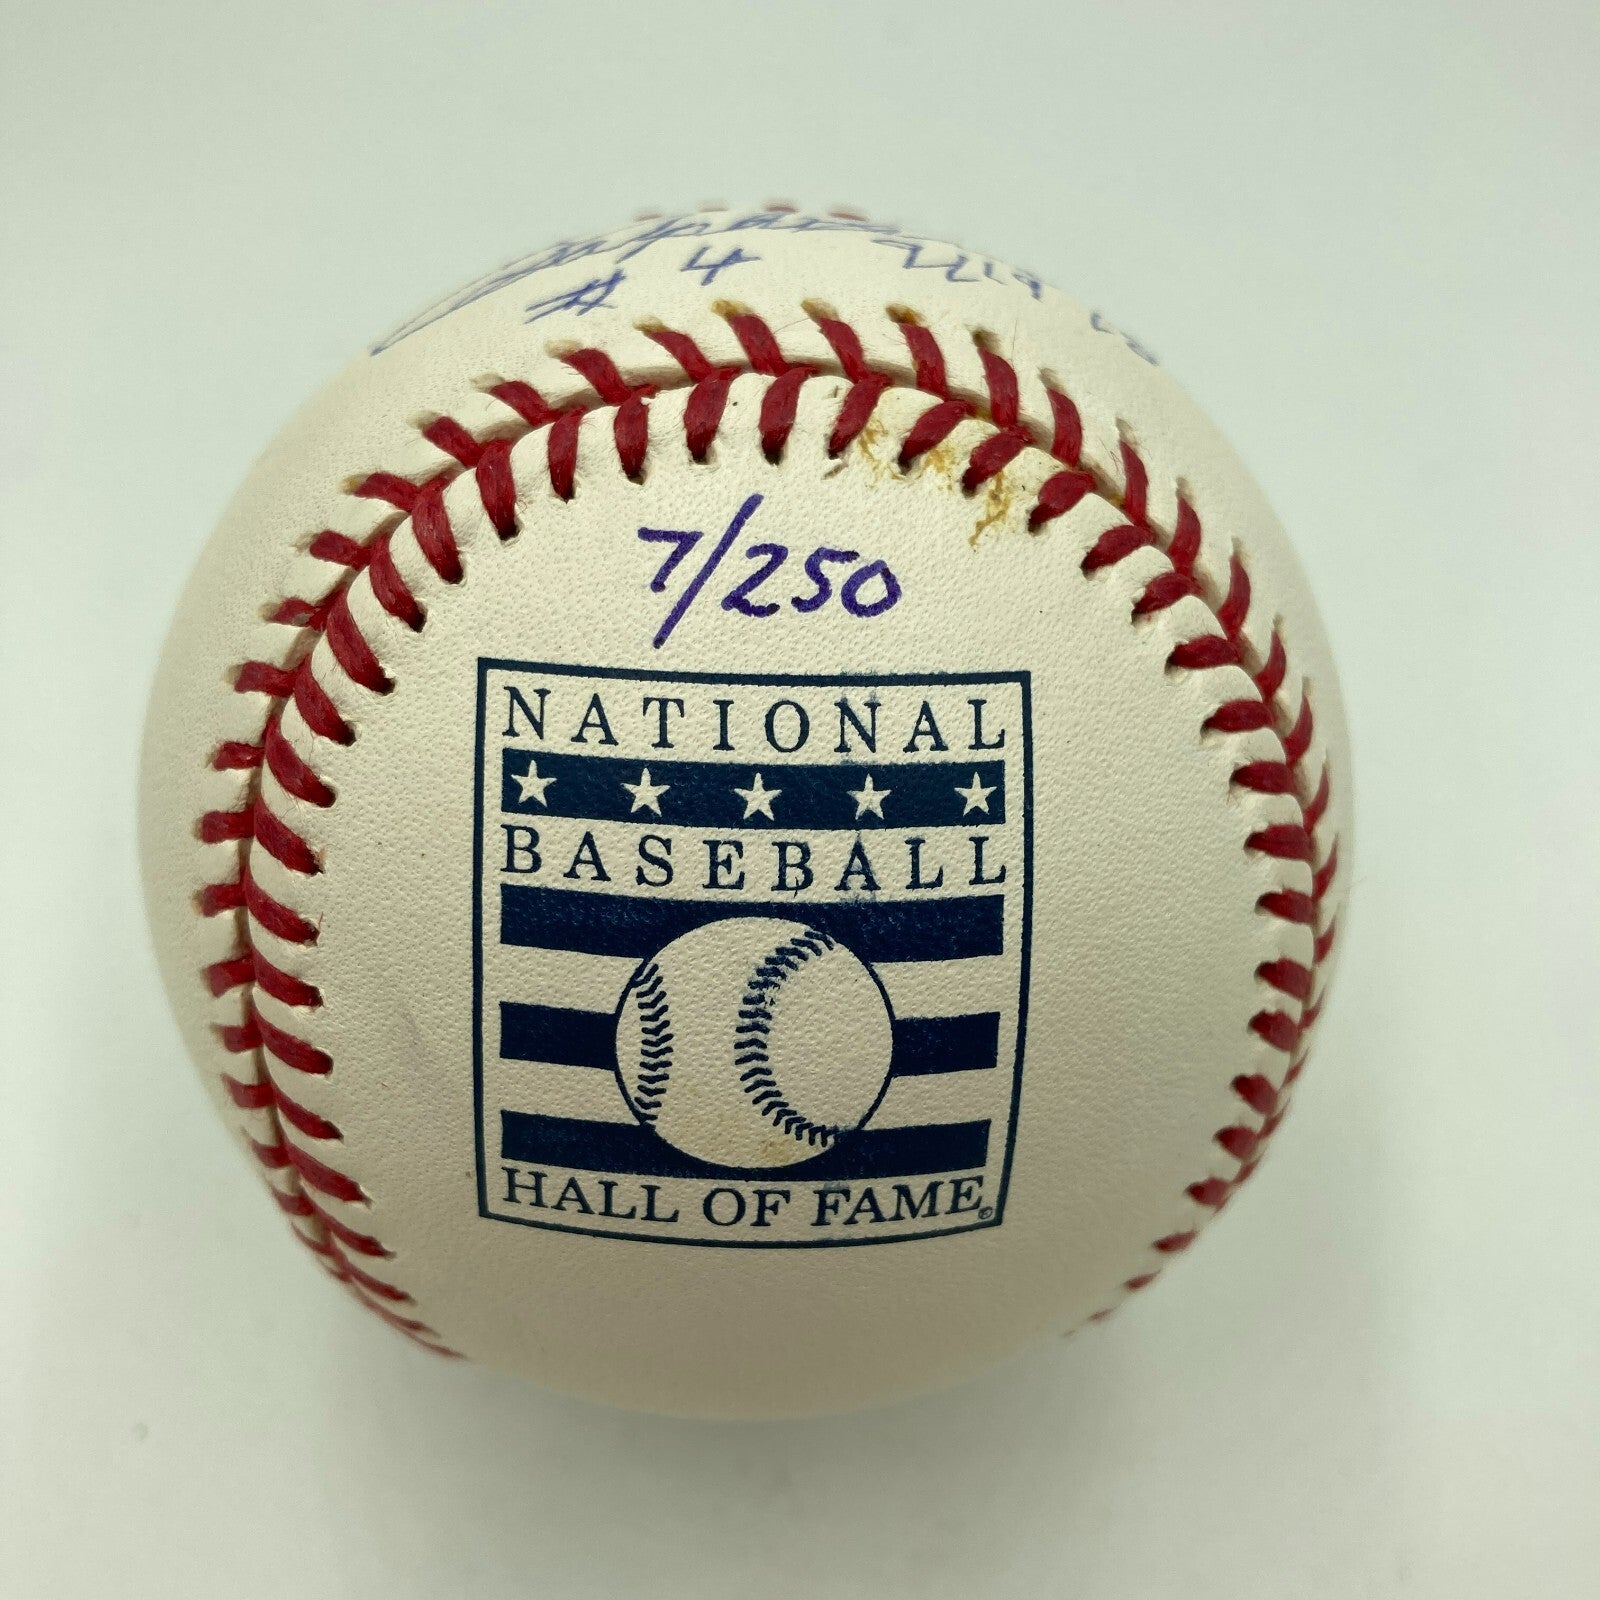 # 4
7/250
NATIONAL
BASEBALL
HALL OF FAME®